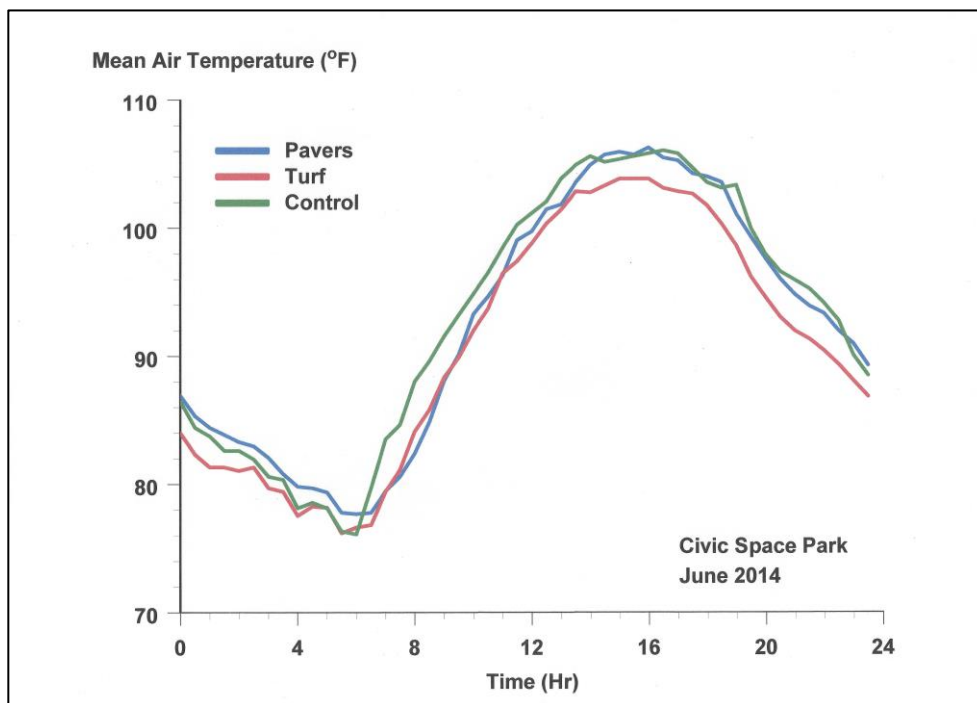 Mean Air Temperature (°F)
110
Pavers
Turf
Control
100
90
80
Civic Space Park
June 2014
70
0 4 8 12 16 20 24
Time (Hr)